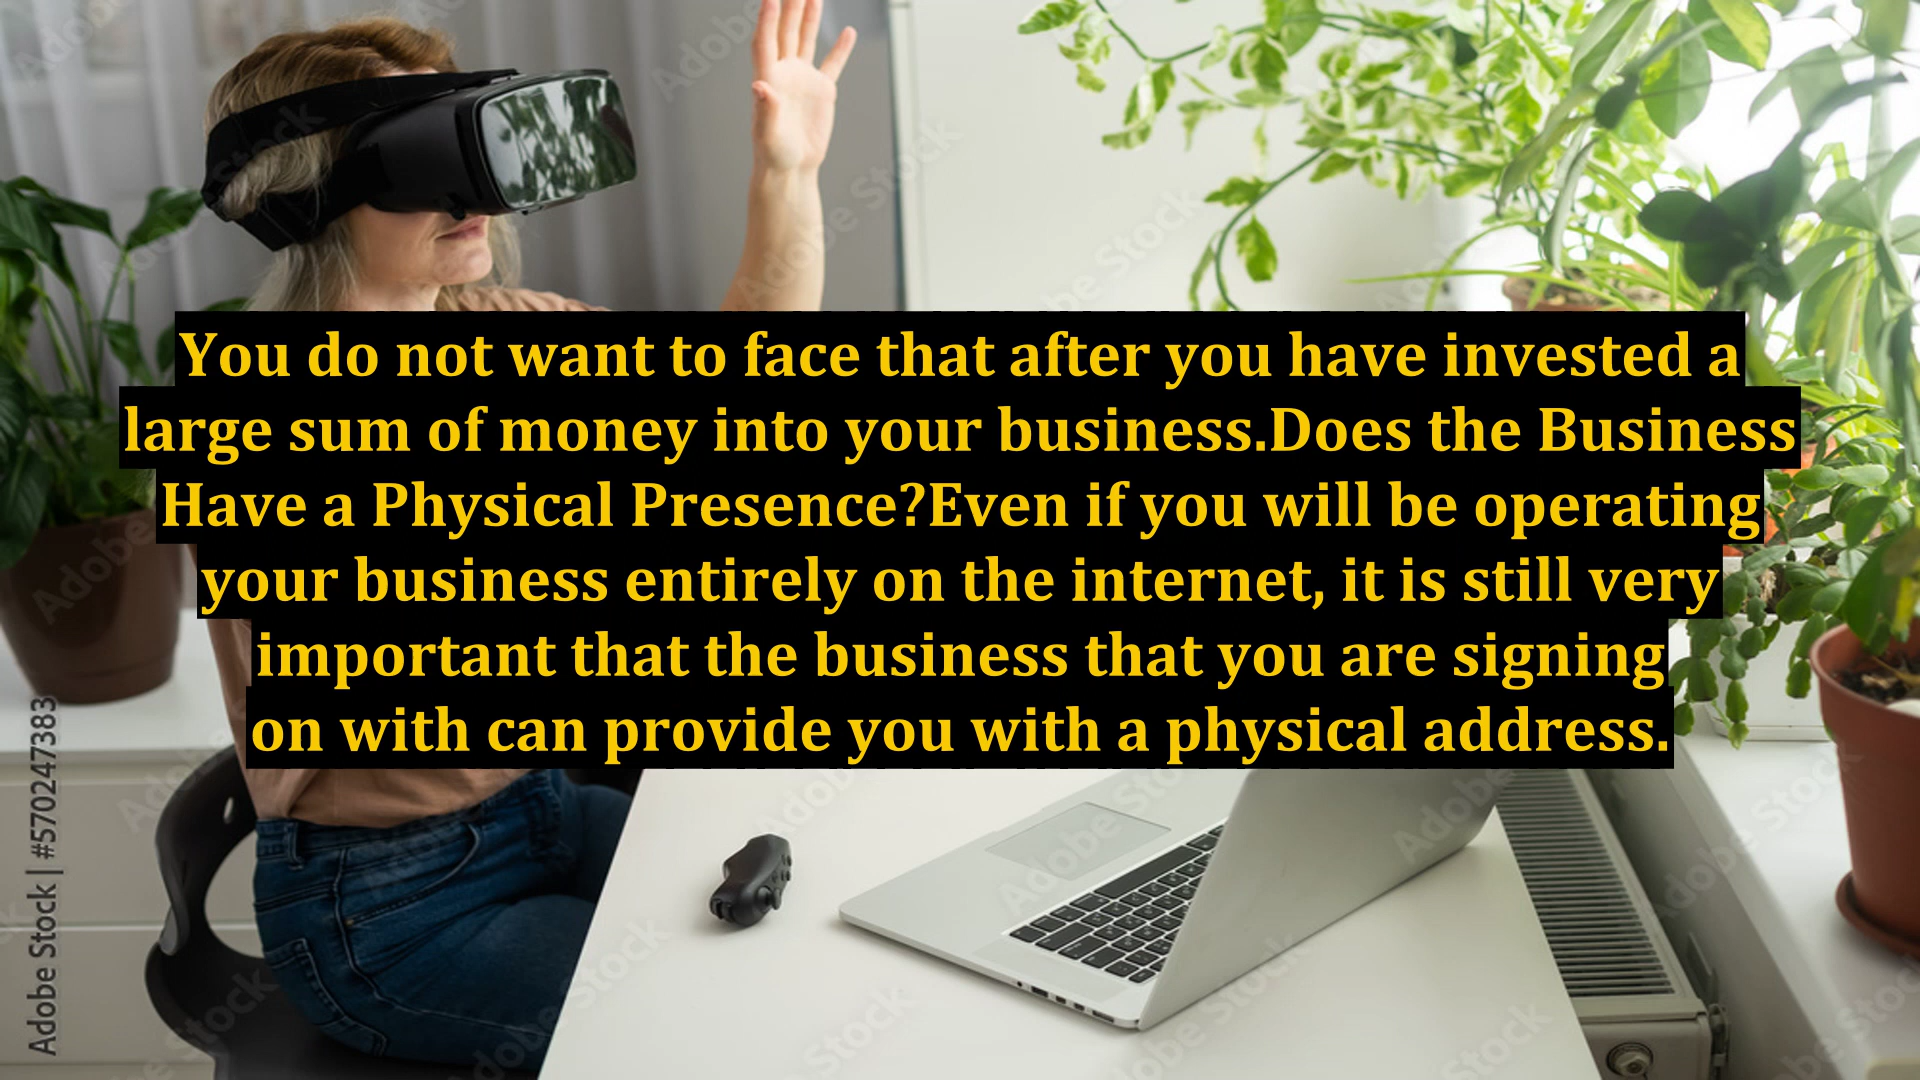 You do not want to face that after you have invested a
large sum of money into your business.Does the Business
Have a Physical Presence?Even if you will be operating
your business entirely on the internet, it is still very
important that the business that you are signing
on with can provide you with a physical address.
Adobe Stock | #570247383
Adobe Stock